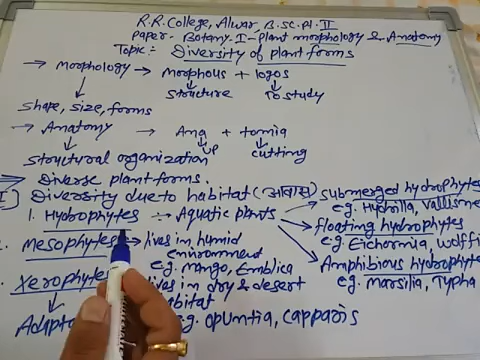 R.R. College, Alwar, B.Sc. Pt. II
Paper- Botany-I- Plant morphology & Anatomy
Topic:- Diversity of plant forms
→ Morphology → Morphous + logos
↓ ↓ ↓
structure To study
shape, size, forms
→ Anatomy → Ana + tomia
↓ ↓ UP ↓
structural organization cutting
⇒ Diverse plant forms.
I) Diversity due to habitat (आवास)
1. Hydrophytes ÷ Aquatic plants
submerged hydrophytes
e.g. Hydrilla, Vallisne
floating hydrophytes
e.g. Eichornia, wolffi
Amphibious hydrophyte
e.g. Marsilia, Typha
. Mesophytes → lives in humid
environment
e.g. Mango, Emblica
. Xerophytes → lives in dry & desert
habitat
e.g. opuntia, capparis
↓
Adapta